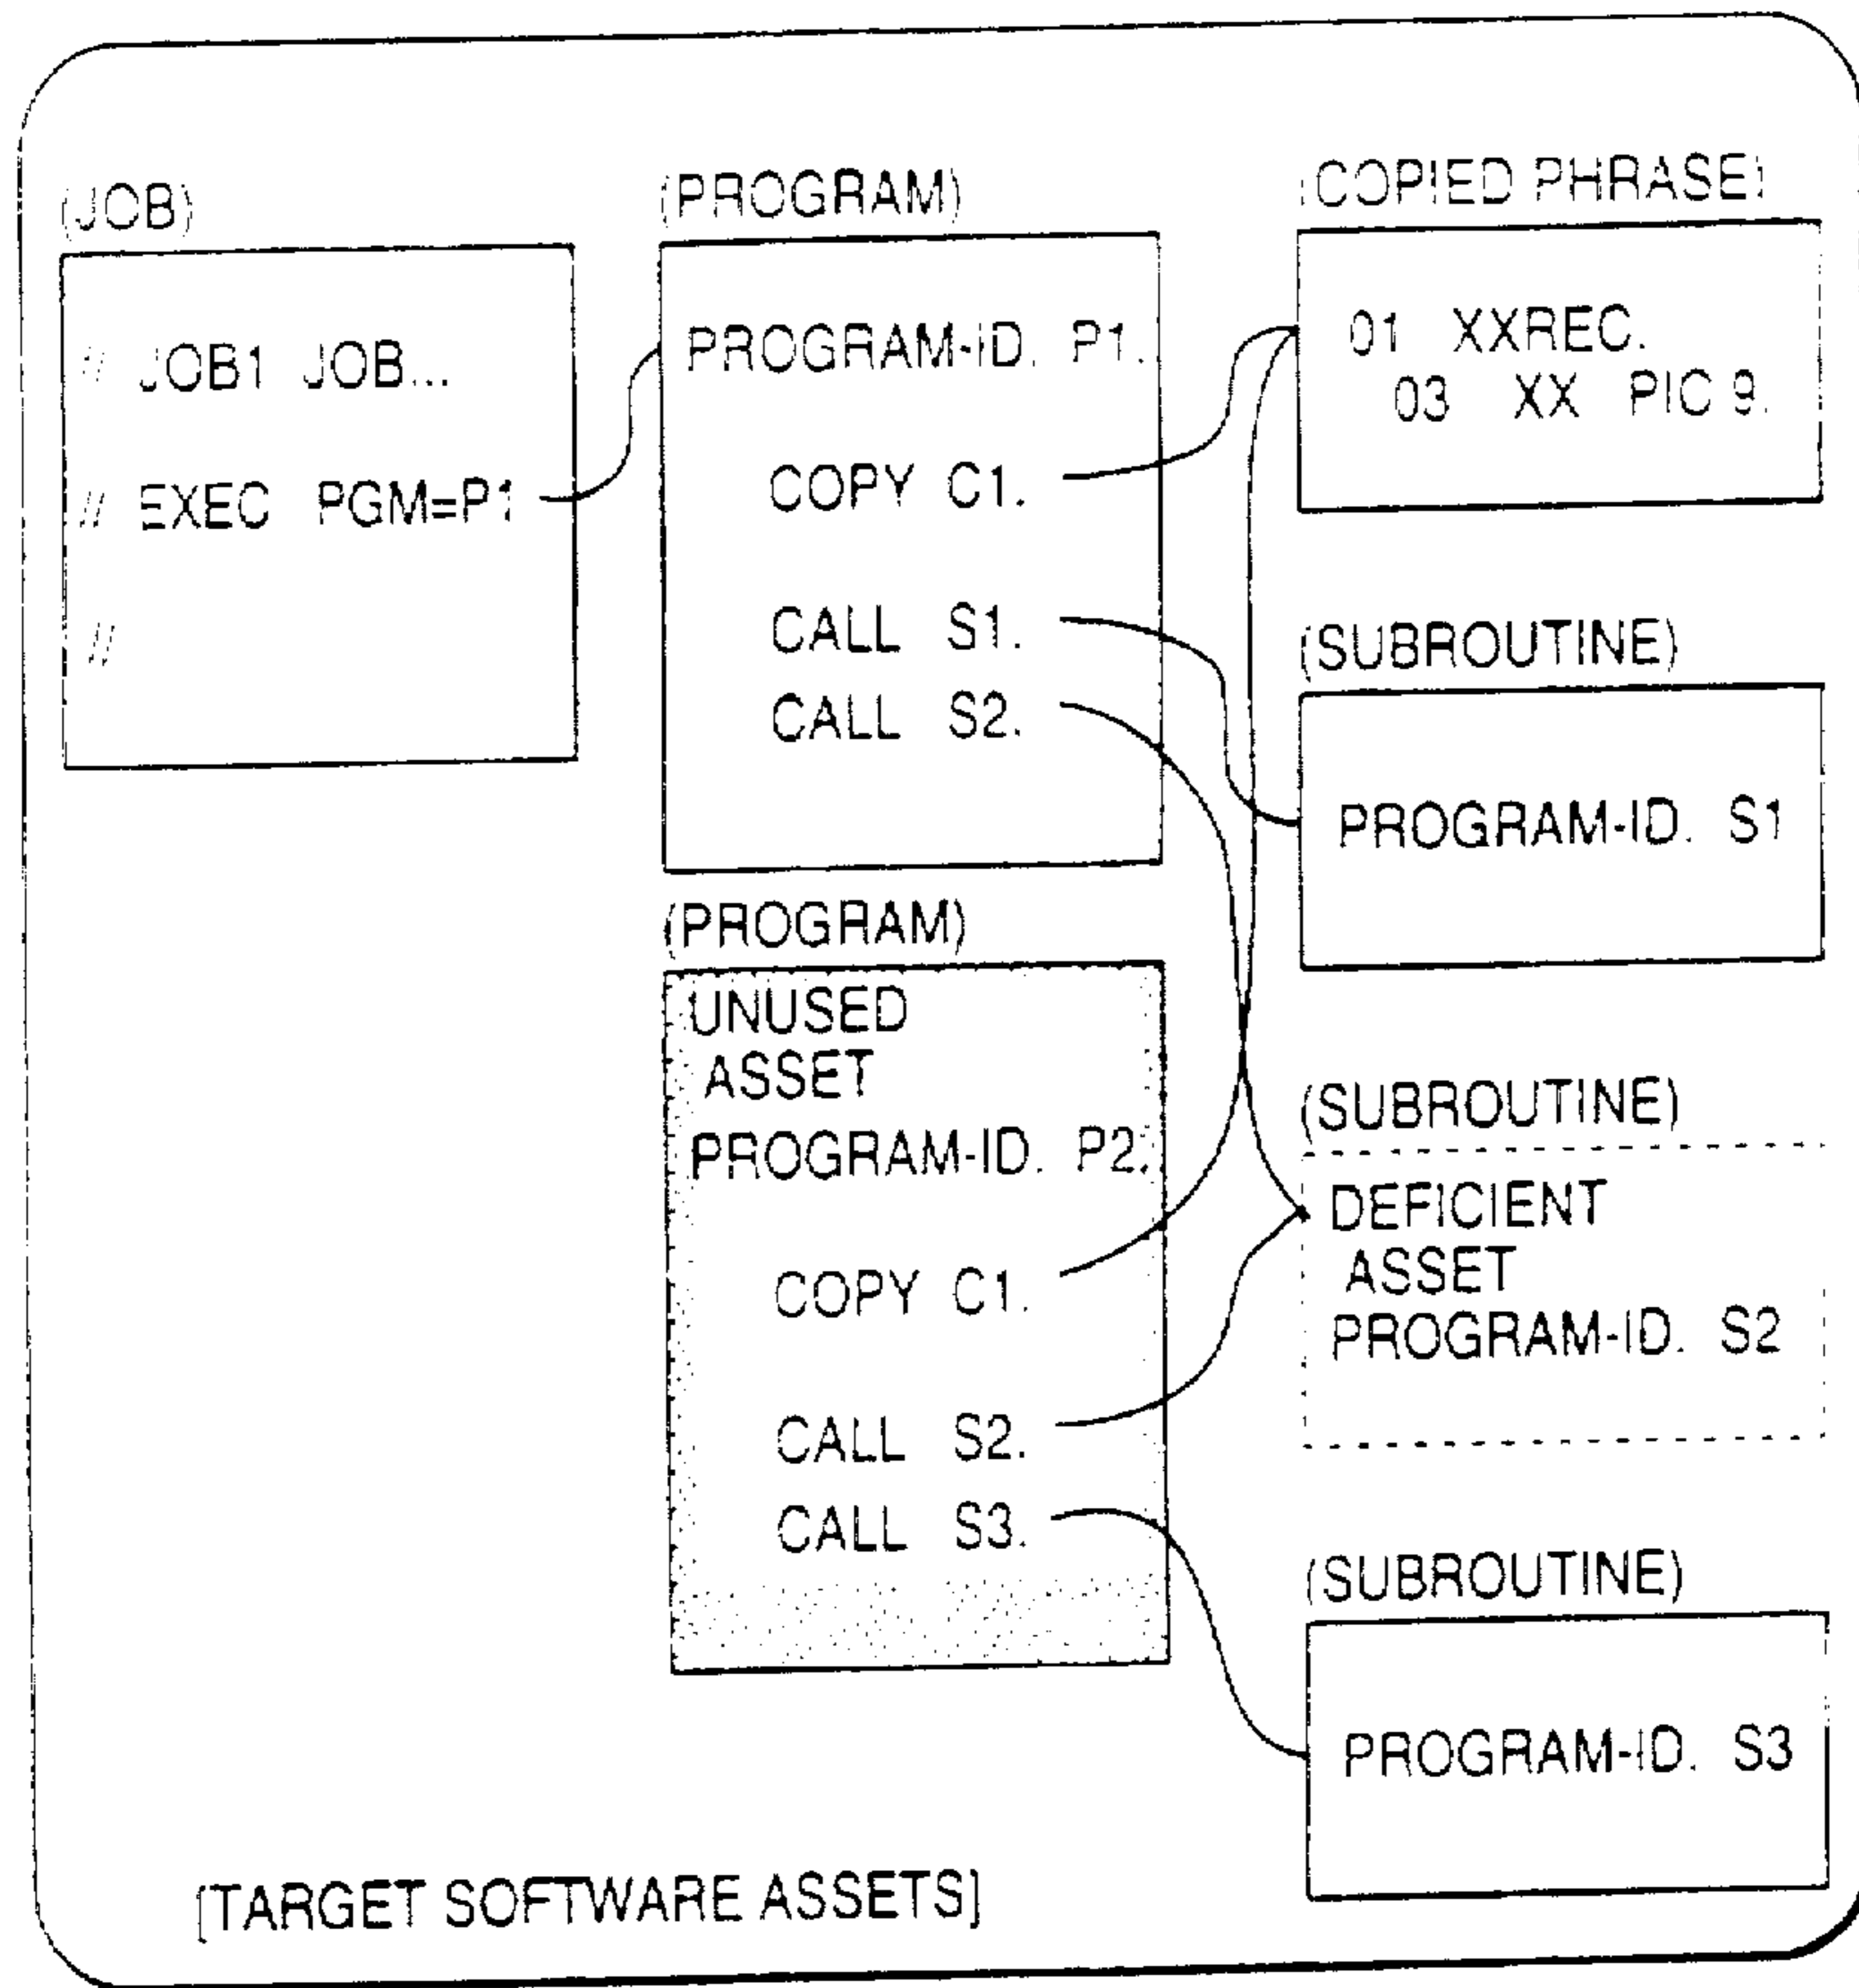 (JOB)
// JOB1 JOB...
// EXEC PGM=P1
//
(PROGRAM)
PROGRAM-ID. P1.
COPY C1.
CALL S1.
CALL S2.
(PROGRAM)
UNUSED
ASSET
PROGRAM-ID. P2.
COPY C1.
CALL S2.
CALL S3.
(COPIED PHRASE)
01 XXREC.
03 XX PIC 9.
(SUBROUTINE)
PROGRAM-ID. S1
(SUBROUTINE)
DEFICIENT
ASSET
PROGRAM-ID. S2
(SUBROUTINE)
PROGRAM-ID. S3
[TARGET SOFTWARE ASSETS]